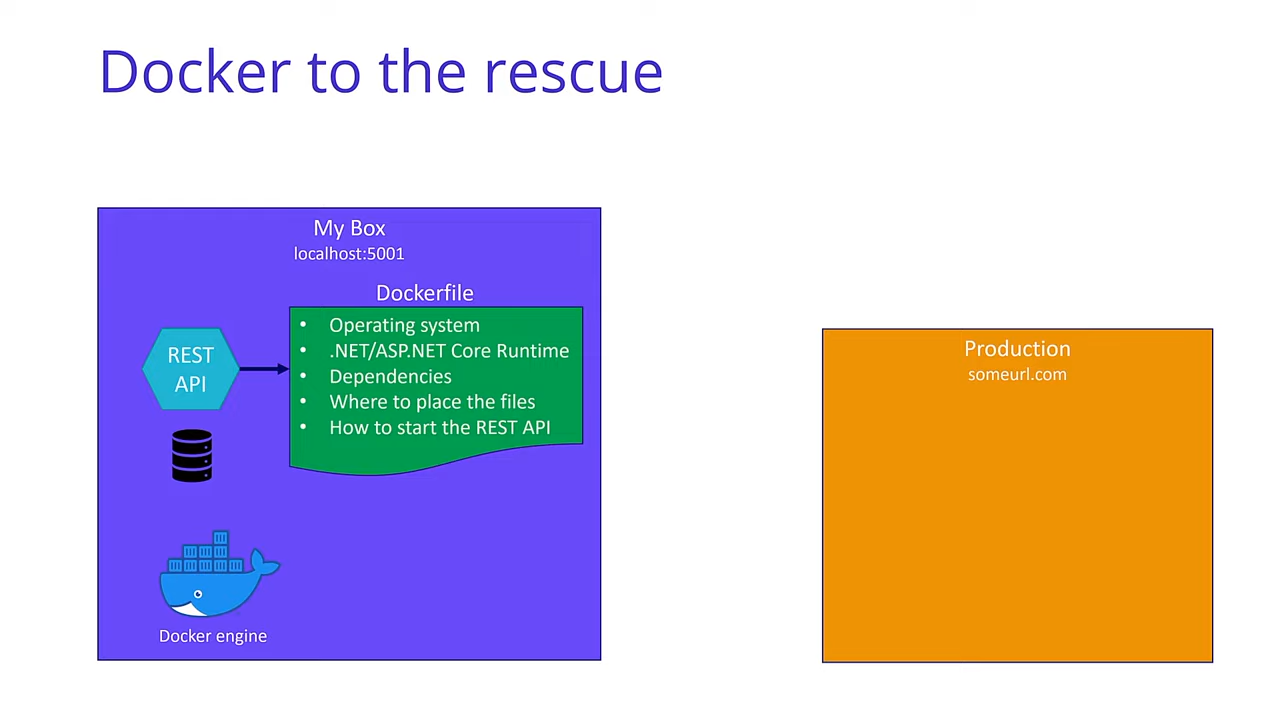 Docker to the rescue
My Box
localhost:5001
Dockerfile
• Operating system
• .NET/ASP.NET Core Runtime
• Dependencies
• Where to place the files
• How to start the REST API
REST
API
Docker engine
Production
someurl.com